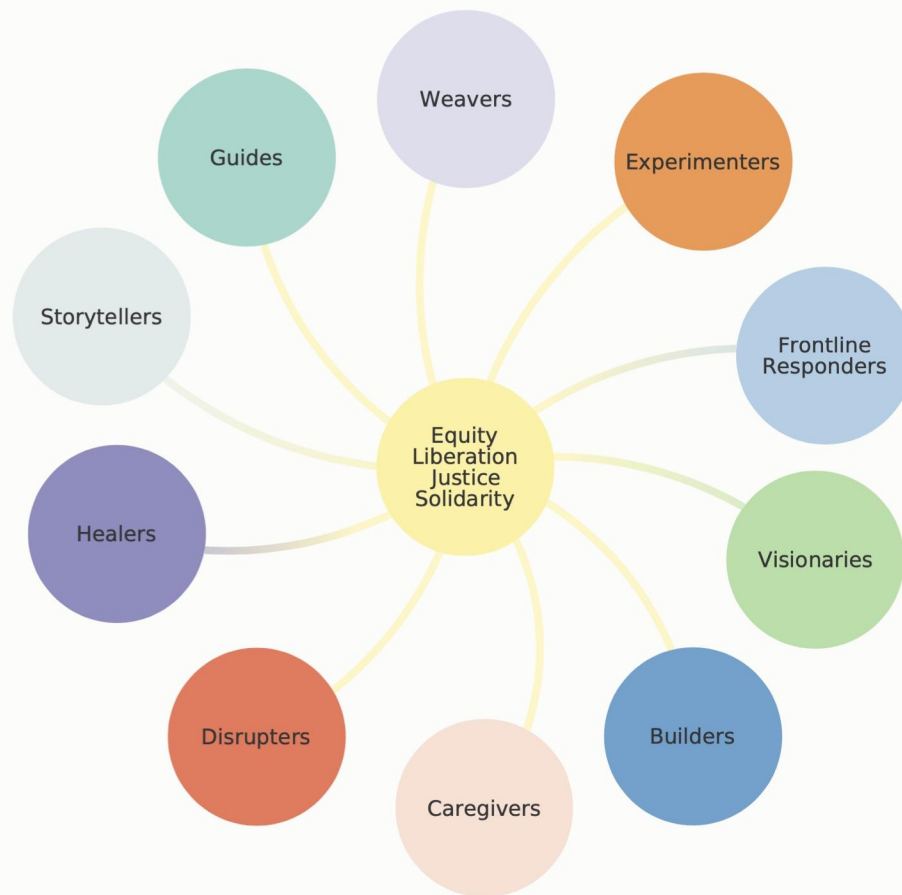 Weavers
Guides
Experimenters
Storytellers
Frontline
Responders
Equity
Liberation
Justice
Solidarity
Healers
Visionaries
Disrupters
Builders
Caregivers